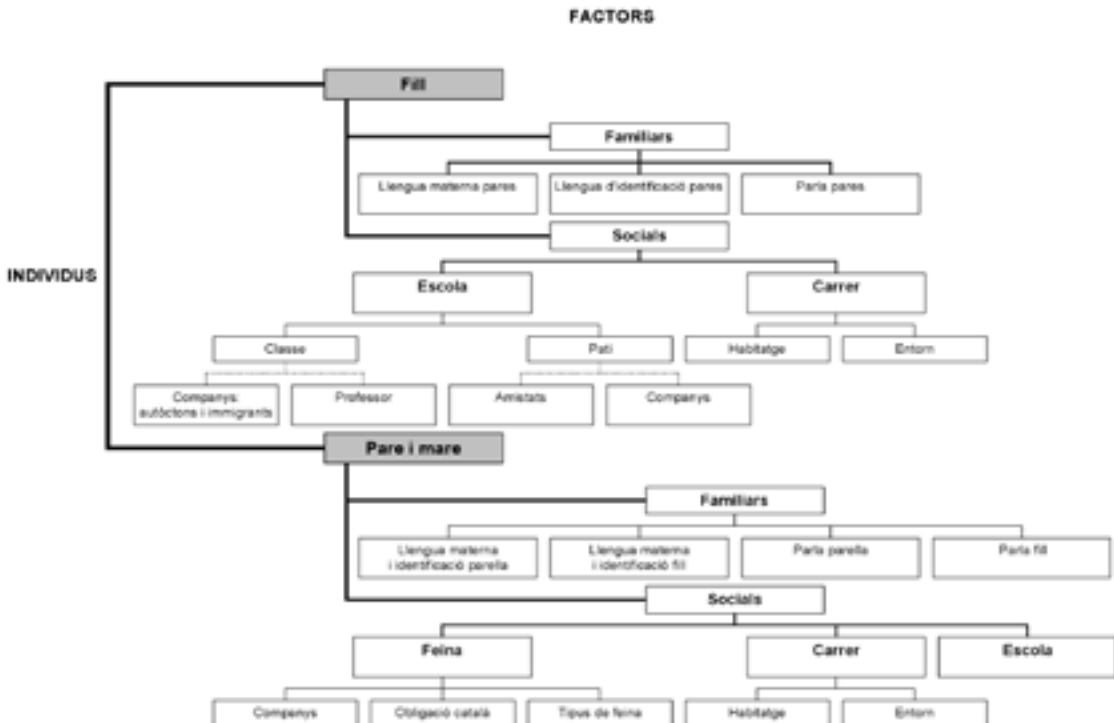 FACTORS
Fill
Familiars
Llengua materna pares
Llengua d'identificació pares
Parla pares
Socials
INDIVIDUS
Escola
Carrer
Classe
Pati
Habitatge
Entorn
Companys:
autòctons i immigrants
Professor
Amistats
Companys
Pare i mare
Familiars
Llengua materna
i identificació parella
Llengua materna
i identificació fill
Parla parella
Parla fill
Socials
Feina
Carrer
Escola
Companys
Obligació català
Tipus de feina
Habitatge
Entorn